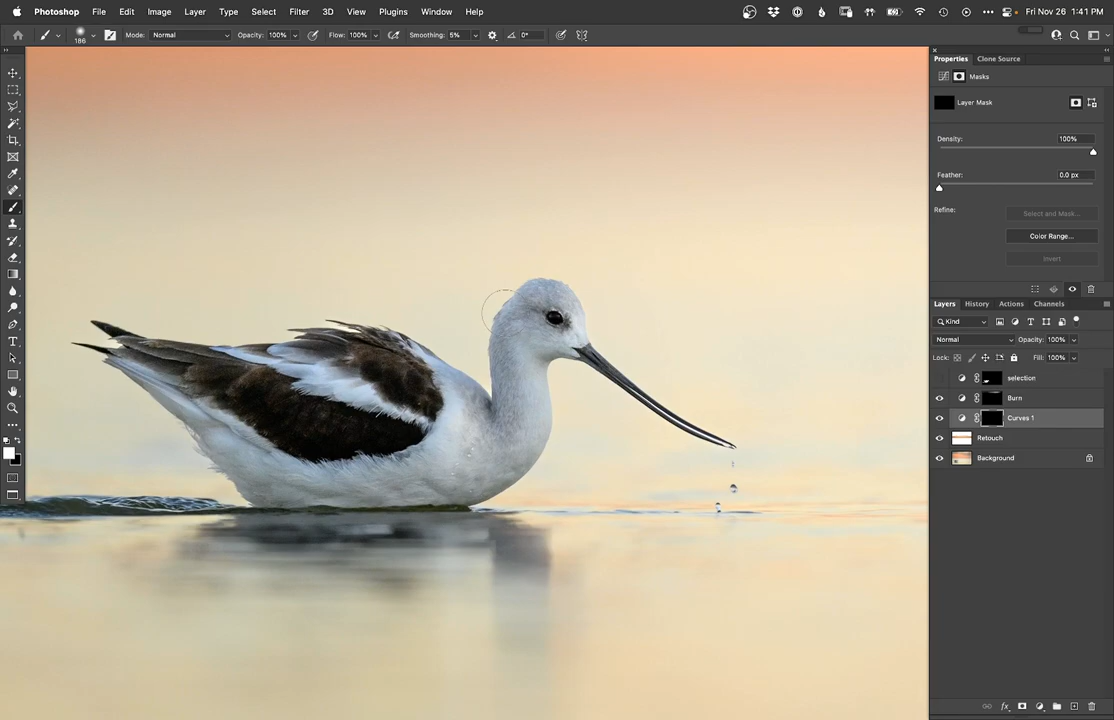 Photoshop File Edit Image Layer Type Select Filter 3D View Plugins Window Help Fri Nov 26 1:41 PM
186 Mode: Normal Opacity: 100% Flow: 100% Smoothing: 5% 0°
Properties Clone Source
Masks
Layer Mask
Density: 100%
Feather: 0.0 px
Refine: Select and Mask...
Color Range...
Invert
Layers History Actions Channels
Kind
Normal Opacity: 100%
Lock: Fill: 100%
selection
Burn
Curves 1
Retouch
Background